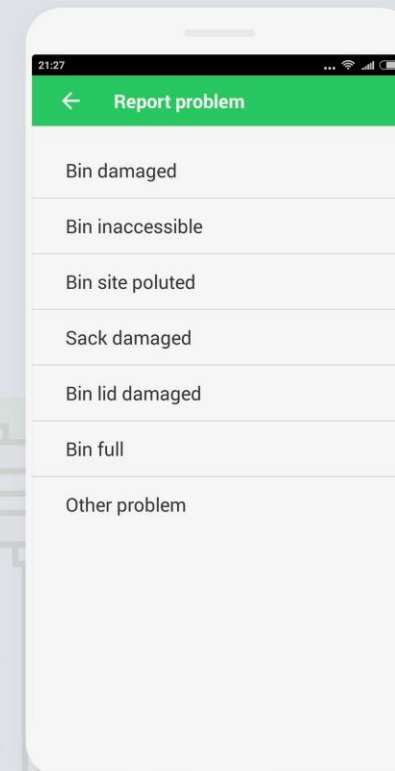 21:27
Report problem
Bin damaged
Bin inaccessible
Bin site poluted
Sack damaged
Bin lid damaged
Bin full
Other problem